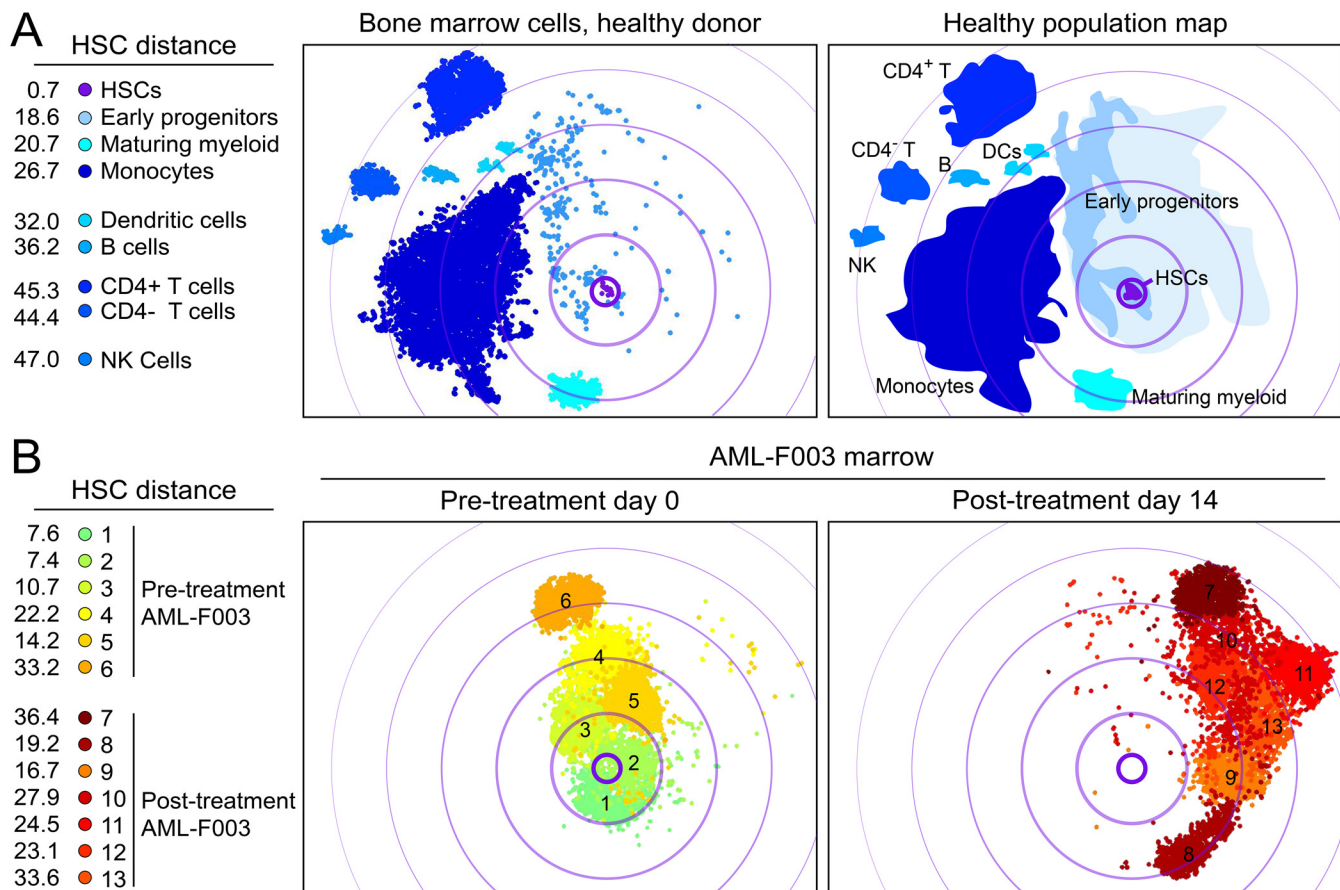 A
HSC distance
0.7 HSCs
18.6 Early progenitors
20.7 Maturing myeloid
26.7 Monocytes
32.0 Dendritic cells
36.2 B cells
45.3 CD4+ T cells
44.4 CD4- T cells
47.0 NK Cells
Bone marrow cells, healthy donor
Healthy population map
CD4+ T
CD4- T
B
DCs
NK
Early progenitors
HSCs
Monocytes
Maturing myeloid
B
AML-F003 marrow
HSC distance
7.6 1
7.4 2
10.7 3
22.2 4
14.2 5
33.2 6
Pre-treatment
AML-F003
36.4 7
19.2 8
16.7 9
27.9 10
24.5 11
23.1 12
33.6 13
Post-treatment
AML-F003
Pre-treatment day 0
6
4
5
3
2
1
Post-treatment day 14
7
10
11
12
13
9
8